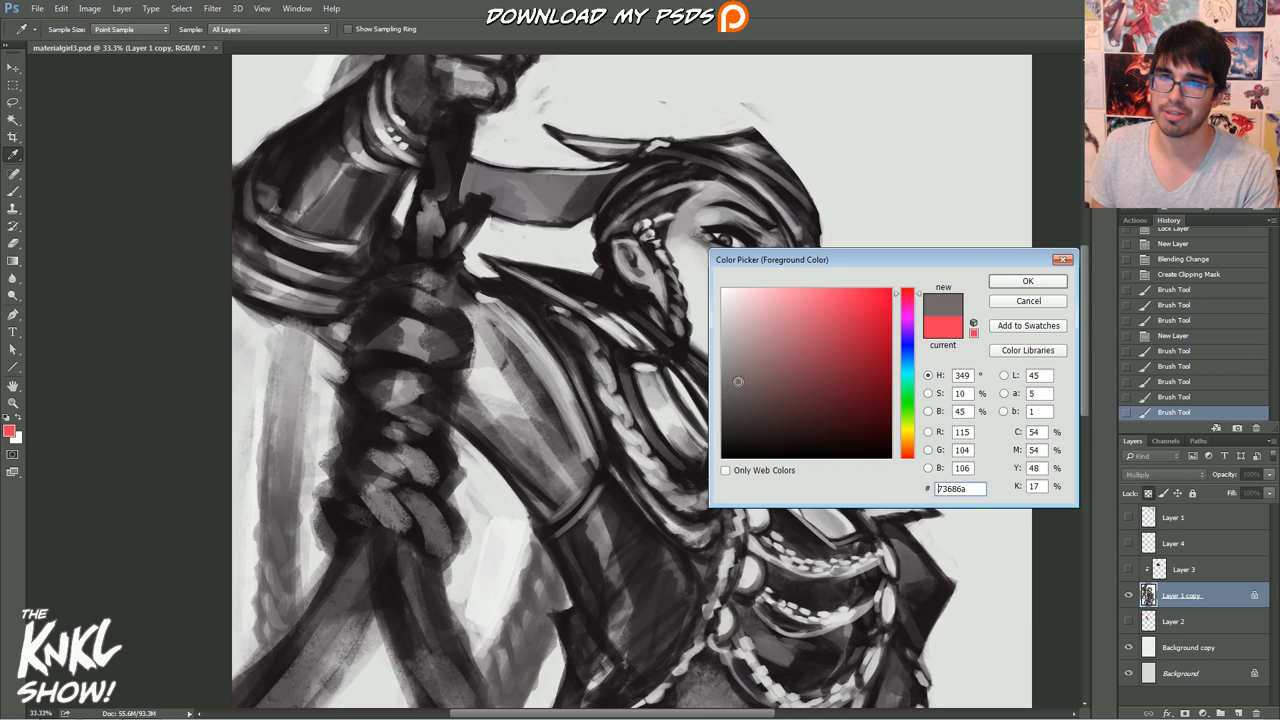 Ps File Edit Image Layer Type Select Filter 3D View Window Help
DOWNLOAD MY PSDS
Sample Size: Point Sample Sample: All Layers Show Sampling Ring
materialgirl3.psd @ 33.3% (Layer 1 copy, RGB/8) * ×
Color Picker (Foreground Color)
new
current
OK
Cancel
Add to Swatches
Color Libraries
H: 349 ° L: 45
S: 10 % a: 5
B: 45 % b: 1
R: 115 C: 54 %
G: 104 M: 54 %
B: 106 Y: 48 %
# 73686a K: 17 %
Only Web Colors
Actions History
Lock Layer
New Layer
Blending Change
Create Clipping Mask
Brush Tool
Brush Tool
Brush Tool
New Layer
Brush Tool
Brush Tool
Brush Tool
Brush Tool
Brush Tool
Layers Channels Paths
Kind
Multiply Opacity: 100%
Lock: Fill: 100%
Layer 1
Layer 4
Layer 3
Layer 1 copy
Layer 2
Background copy
Background
THE
KNKL
SHOW!
33.33% Doc: 55.6M/93.3M